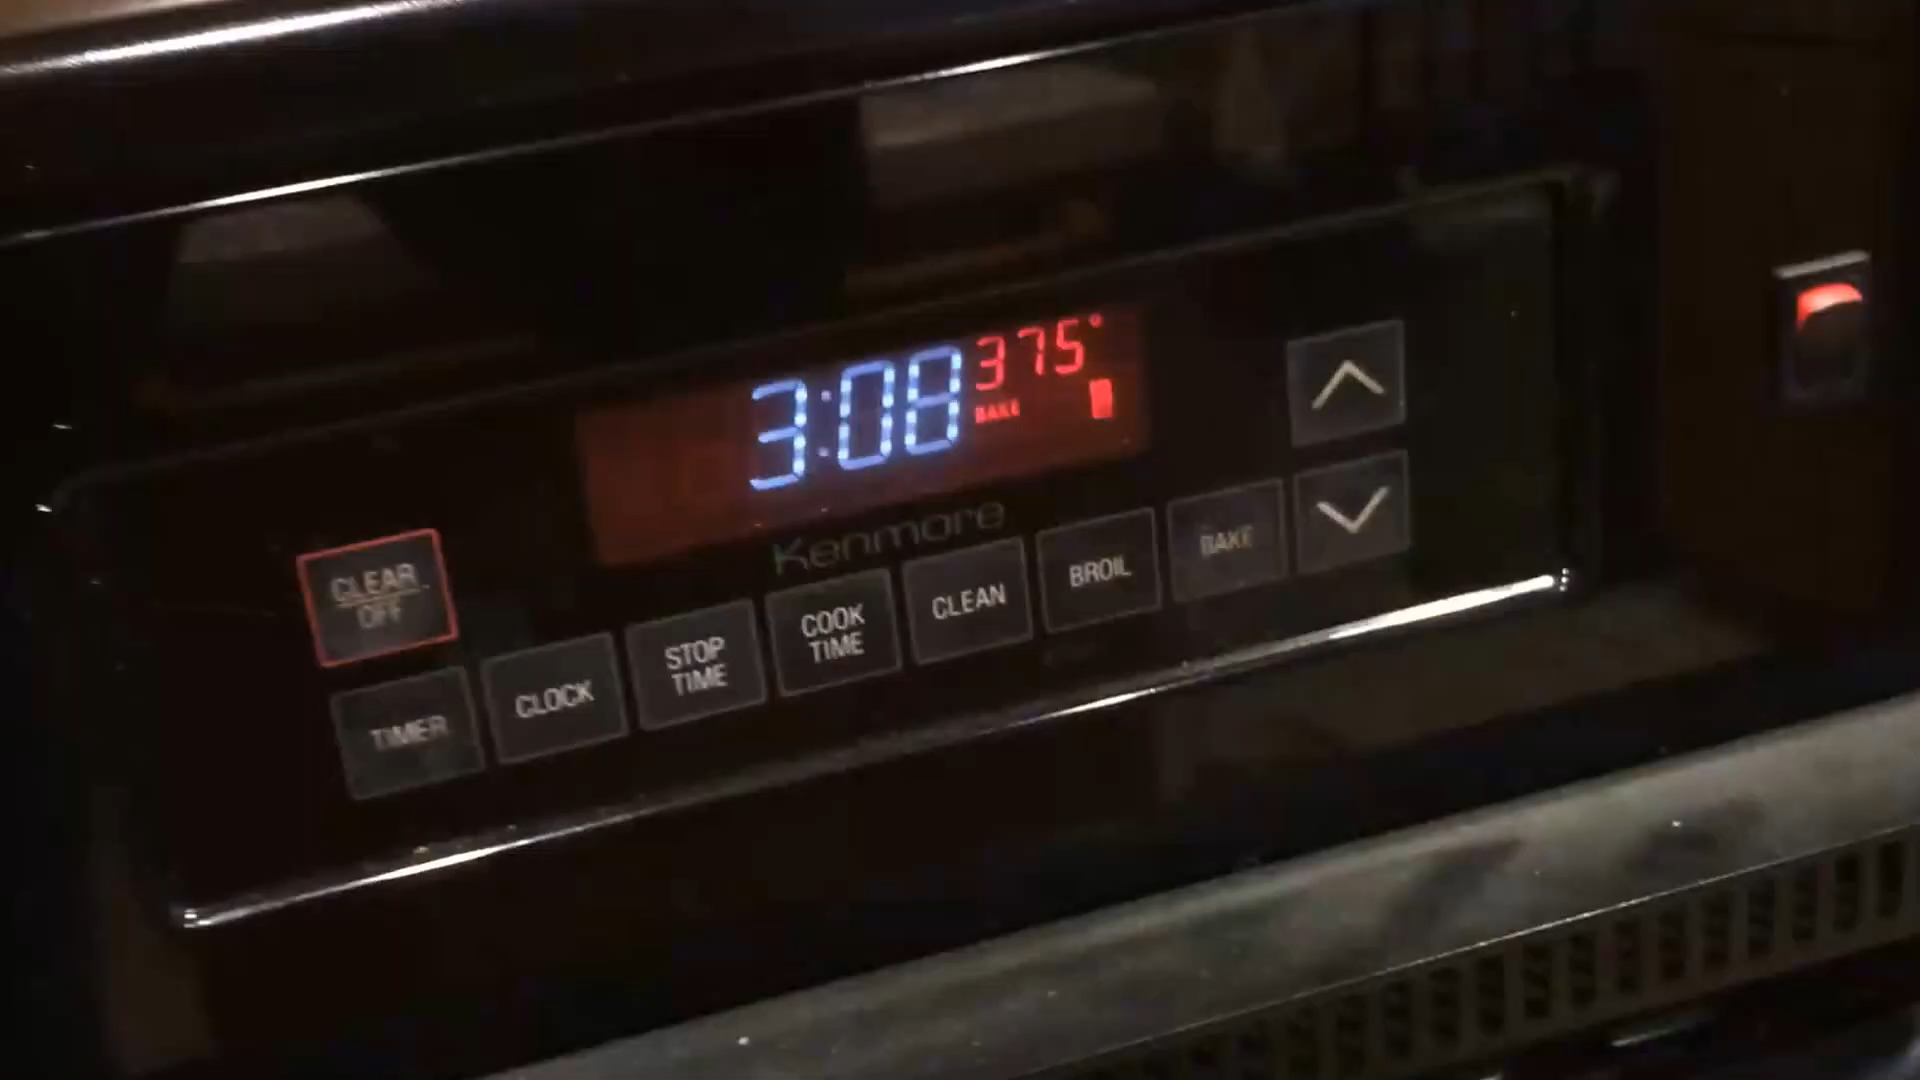 3:08 375°
BAKE
Kenmore
CLEAR
OFF
TIMER
CLOCK
STOP
TIME
COOK
TIME
CLEAN
BROIL
BAKE